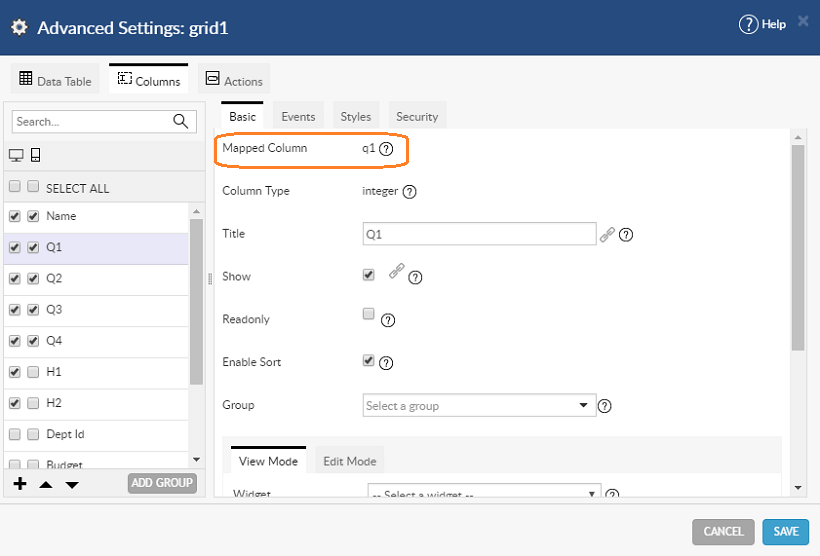 Advanced Settings: grid1
Help
Data Table
Columns
Actions
Search...
SELECT ALL
Name
Q1
Q2
Q3
Q4
H1
H2
Dept Id
Budget
ADD GROUP
Basic
Events
Styles
Security
Mapped Column q1
Column Type integer
Title Q1
Show
Readonly
Enable Sort
Group Select a group
View Mode
Edit Mode
Widget -- Select a widget --
CANCEL
SAVE